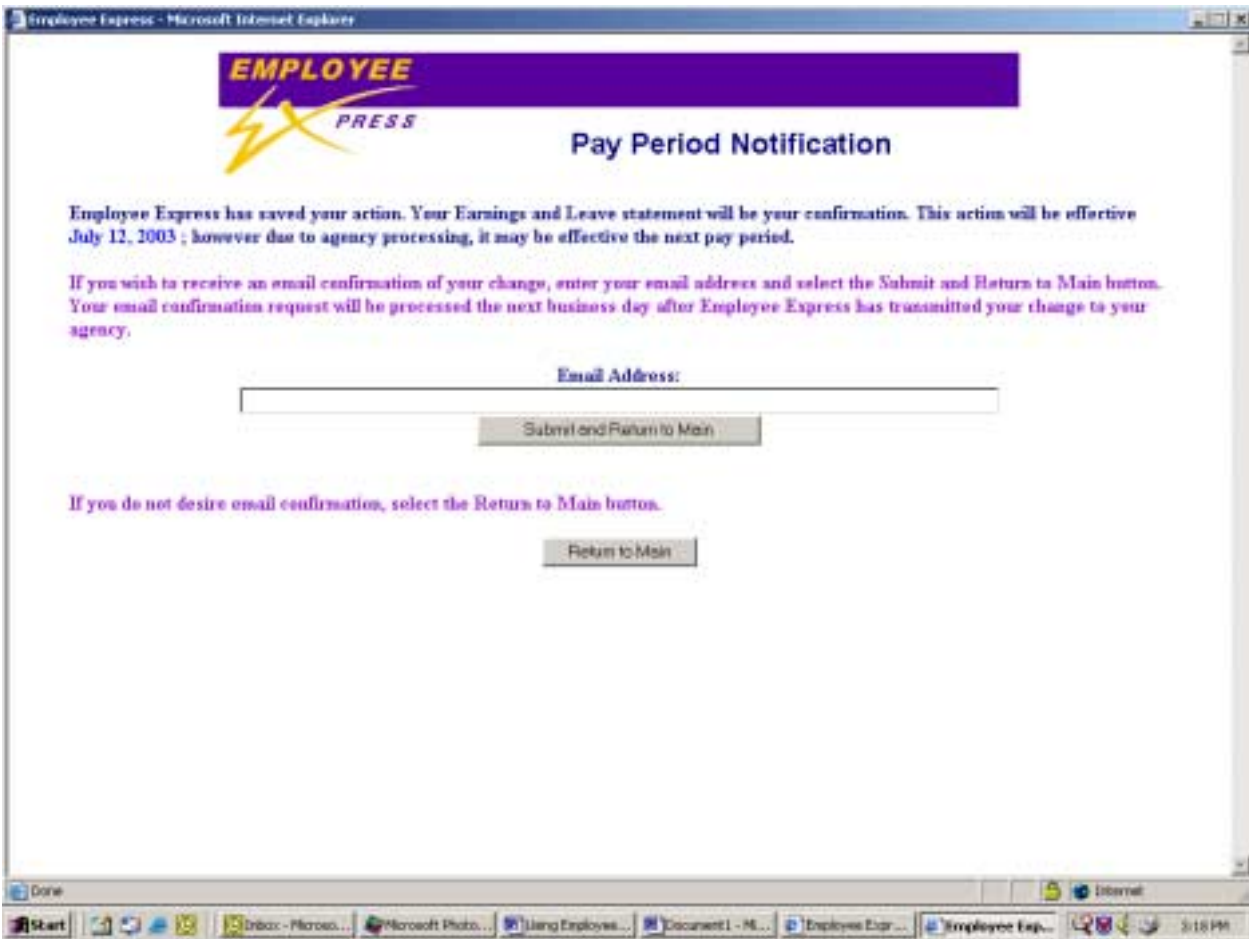 Employee Express - Microsoft Internet Explorer
EMPLOYEE
EX
PRESS
Pay Period Notification
Employee Express has saved your action. Your Earnings and Leave statement will be your confirmation. This action will be effective
July 12, 2003 ; however due to agency processing, it may be effective the next pay period.
If you wish to receive an email confirmation of your change, enter your email address and select the Submit and Return to Main button.
Your email confirmation request will be processed the next business day after Employee Express has transmitted your change to your
agency.
Email Address:
Submit and Return to Main
If you do not desire email confirmation, select the Return to Main button.
Return to Main
Done Internet
Start Inbox - Microso... Microsoft Photo... Using Employee... Document1 - Mi... Employee Expr... Employee Exp... 3:18 PM